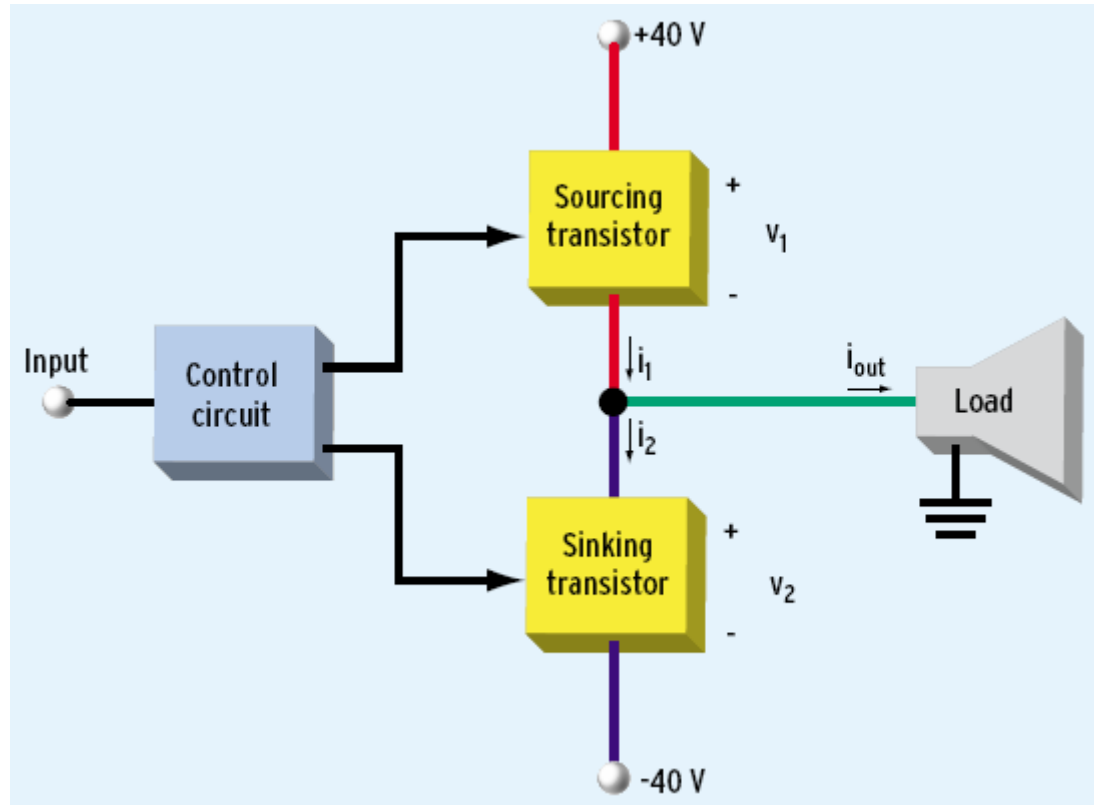 +40 V
Sourcing
transistor
+
v1
-
Input
Control
circuit
i1
iout
Load
i2
Sinking
transistor
+
v2
-
-40 V